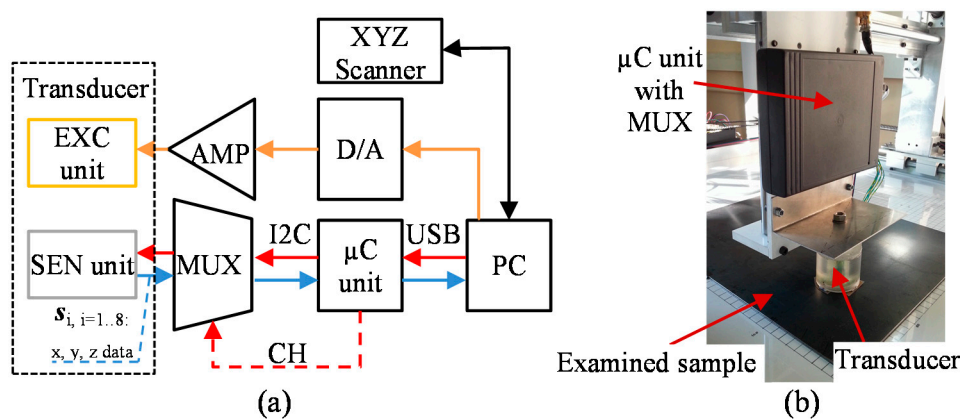 XYZ
Scanner
Transducer
EXC
unit
AMP
D/A
SEN unit
MUX
I2C
µC
unit
USB
PC
s i, i=1..8:
x, y, z data
CH
(a)
µC unit
with
MUX
Examined sample
Transducer
(b)